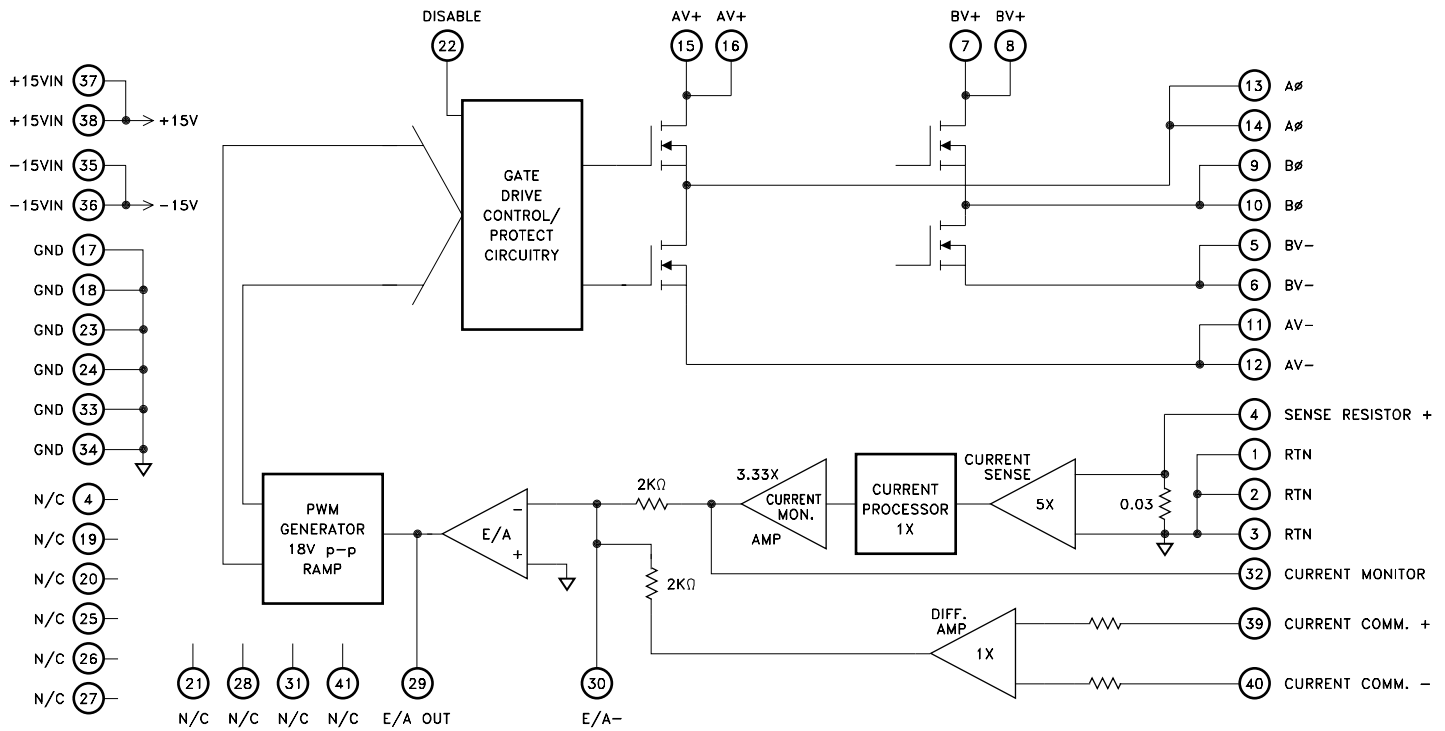 DISABLE
22
AV+ AV+
15 16
BV+ BV+
7 8
+15VIN 37
+15VIN 38 +15V
-15VIN 35
-15VIN 36 -15V
GND 17
GND 18
GND 23
GND 24
GND 33
GND 34
N/C 4
N/C 19
N/C 20
N/C 25
N/C 26
N/C 27
GATE
DRIVE
CONTROL/
PROTECT
CIRCUITRY
13 AØ
14 AØ
9 BØ
10 BØ
5 BV-
6 BV-
11 AV-
12 AV-
4 SENSE RESISTOR +
1 RTN
2 RTN
3 RTN
32 CURRENT MONITOR
39 CURRENT COMM. +
40 CURRENT COMM. -
PWM
GENERATOR
18V p-p
RAMP
E/A
-
+
2KΩ
2KΩ
3.33X
CURRENT
MON.
AMP
CURRENT
PROCESSOR
1X
CURRENT
SENSE
5X
0.03
DIFF.
AMP
1X
21 28 31 41 29 30
N/C N/C N/C N/C E/A OUT E/A-